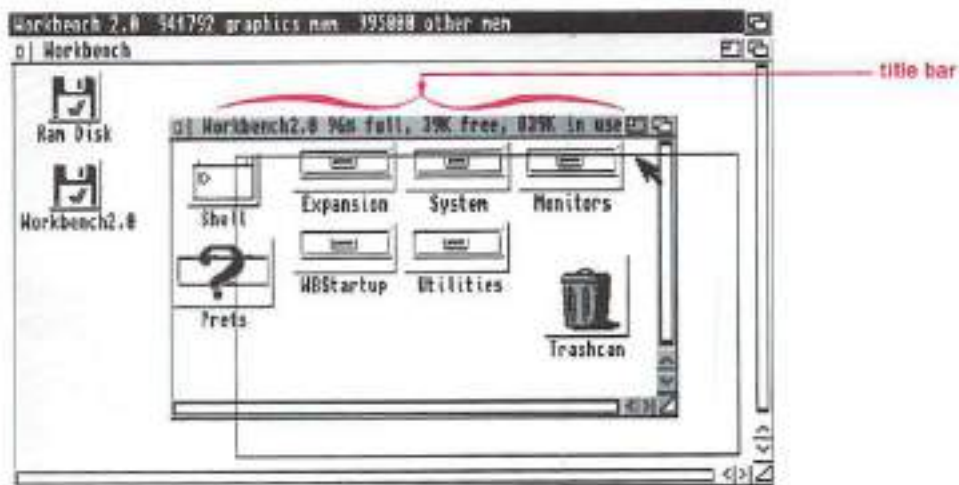 Workbench 2.0 941792 graphics mem 995808 other mem
Workbench
title bar
Ram Disk
Workbench2.0 96% full, 39K free, 839K in use
Shell
Expansion
System
Monitors
Workbench2.0
Prefs
WBStartup
Utilities
Trashcan